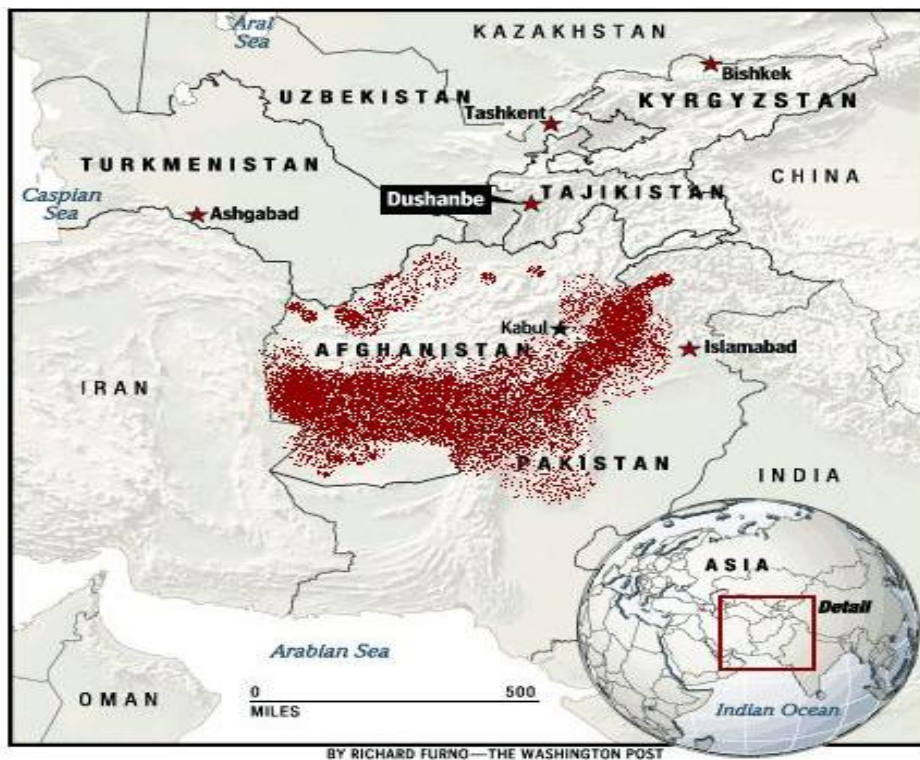 Aral
Sea
KAZAKHSTAN
Bishkek
UZBEKISTAN
KYRGYZSTAN
Tashkent
TURKMENISTAN
CHINA
Caspian
Sea
Dushanbe
TAJIKISTAN
Ashgabad
Kabul
AFGHANISTAN
Islamabad
IRAN
PAKISTAN
INDIA
ASIA
Detail
Arabian Sea
0 500
MILES
OMAN
Indian Ocean
BY RICHARD FURNO—THE WASHINGTON POST